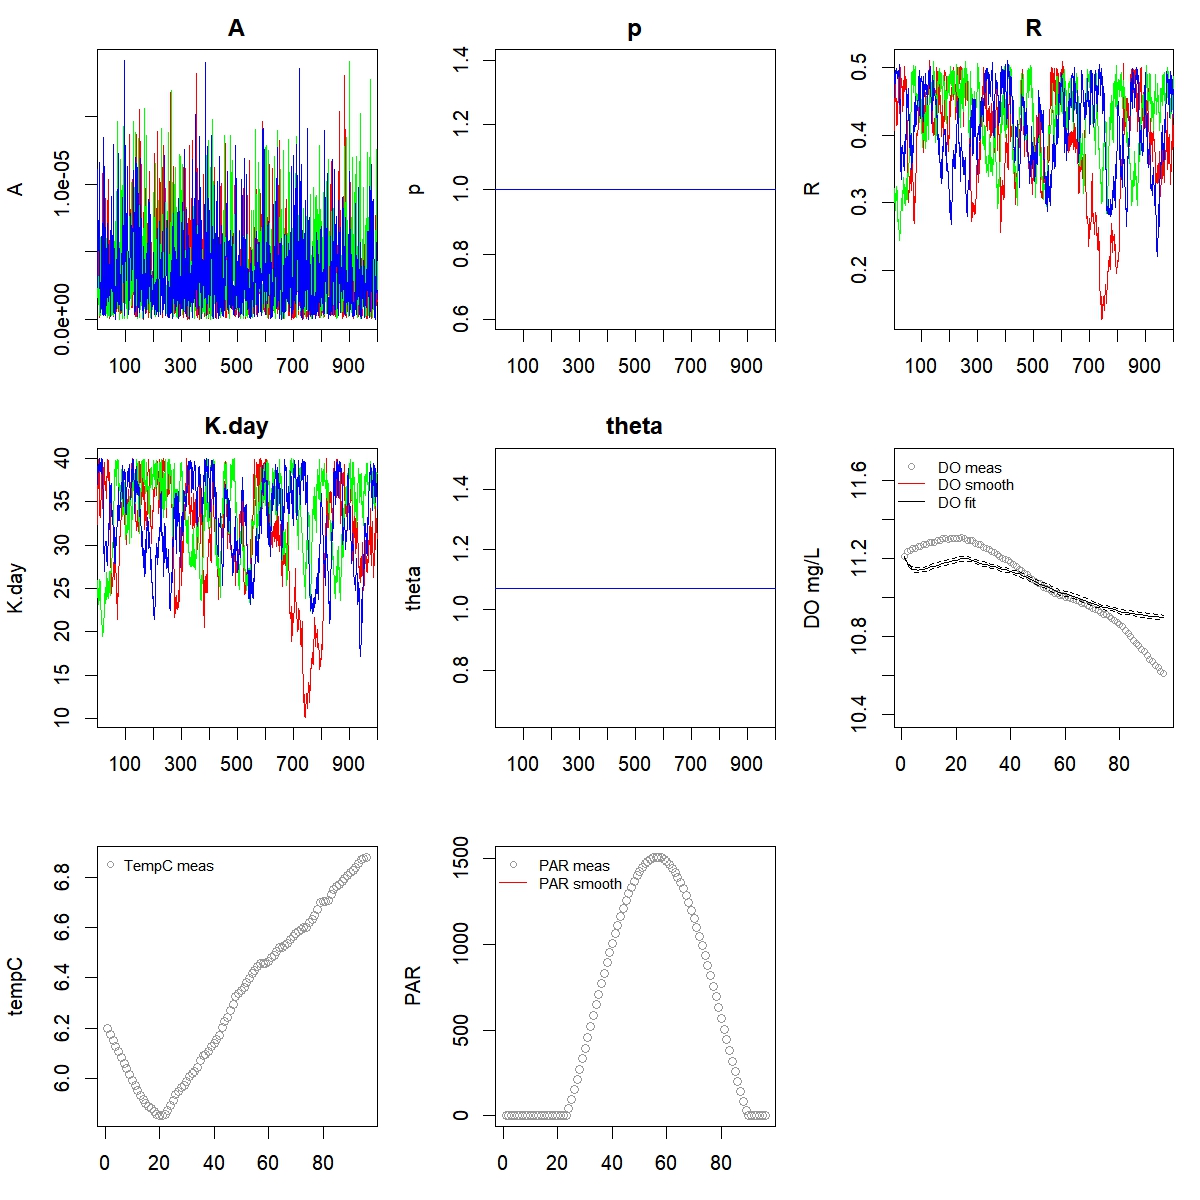 A
A
0.0e+00 1.0e-05
100 300 500 700 900
p
p
0.6 0.8 1.0 1.2 1.4
100 300 500 700 900
R
R
0.2 0.3 0.4 0.5
100 300 500 700 900
K.day
K.day
10 15 20 25 30 35 40
100 300 500 700 900
theta
theta
0.8 1.0 1.2 1.4
100 300 500 700 900
DO mg/L
10.4 10.8 11.2 11.6
DO meas
DO smooth
DO fit
0 20 40 60 80
tempC
6.0 6.2 6.4 6.6 6.8
TempC meas
0 20 40 60 80
PAR
0 500 1000 1500
PAR meas
PAR smooth
0 20 40 60 80